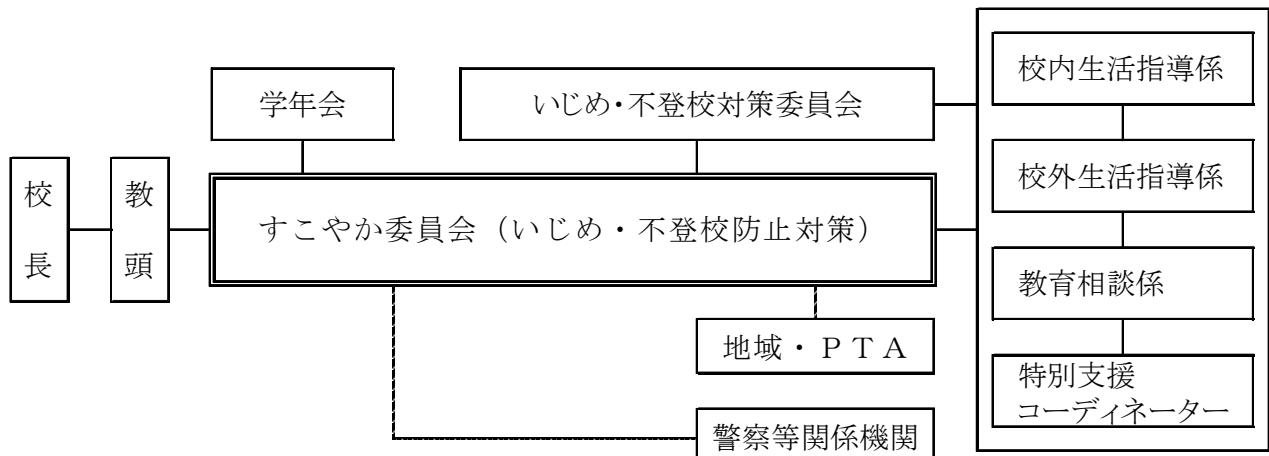 校内生活指導係
学年会
いじめ・不登校対策委員会
校長
教頭
すこやか委員会（いじめ・不登校防止対策）
校外生活指導係
教育相談係
地域・ＰＴＡ
特別支援
コーディネーター
警察等関係機関